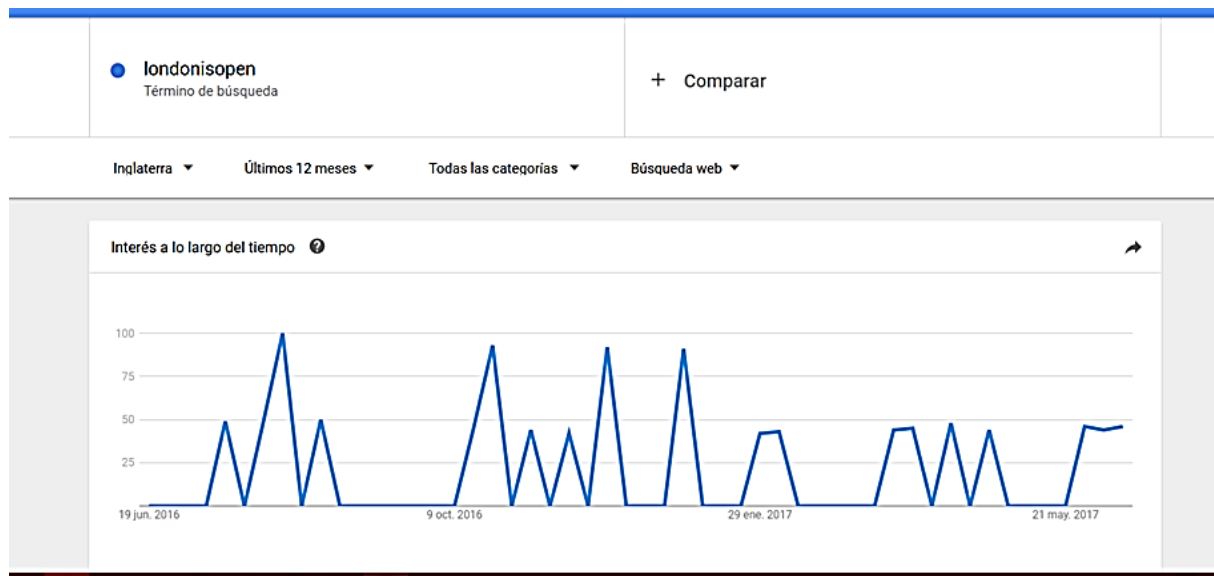 londonisopen
Término de búsqueda
+ Comparar
Inglaterra
Últimos 12 meses
Todas las categorías
Búsqueda web
Interés a lo largo del tiempo
100
75
50
25
19 jun. 2016
9 oct. 2016
29 ene. 2017
21 may. 2017